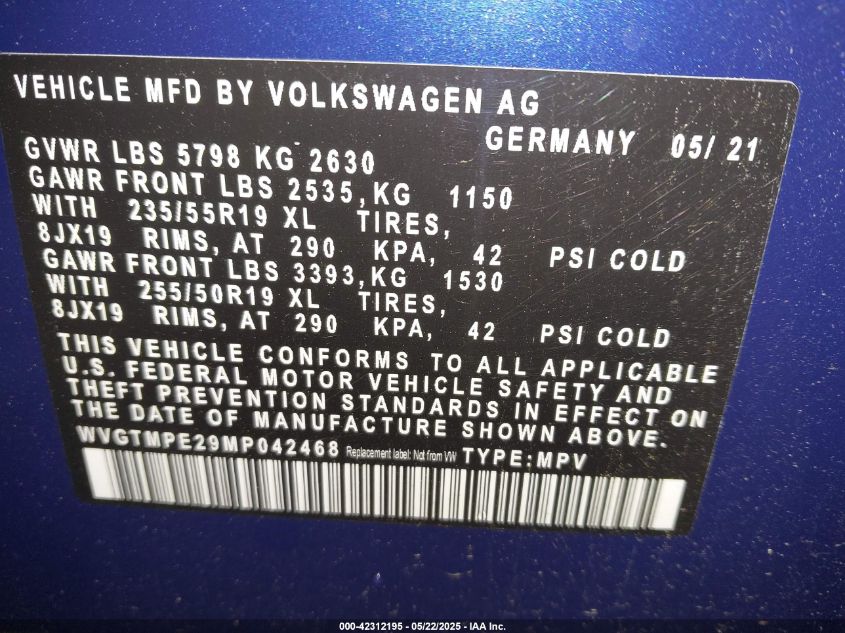 VEHICLE MFD BY VOLKSWAGEN AG
GERMANY 05/ 21
GVWR LBS 5798 KG 2630
GAWR FRONT LBS 2535, KG 1150
WITH 235/55R19 XL TIRES,
8JX19 RIMS, AT 290 KPA, 42 PSI COLD
GAWR FRONT LBS 3393, KG 1530
WITH 255/50R19 XL TIRES,
8JX19 RIMS, AT 290 KPA, 42 PSI COLD
THIS VEHICLE CONFORMS TO ALL APPLICABLE
U.S. FEDERAL MOTOR VEHICLE SAFETY AND
THEFT PREVENTION STANDARDS IN EFFECT ON
THE DATE OF MANUFACTURE SHOWN ABOVE.
WVGTMPE29MP042468 Replacement label: Not from VW TYPE:MPV
000-42312195 - 05/22/2025 - IAA Inc.